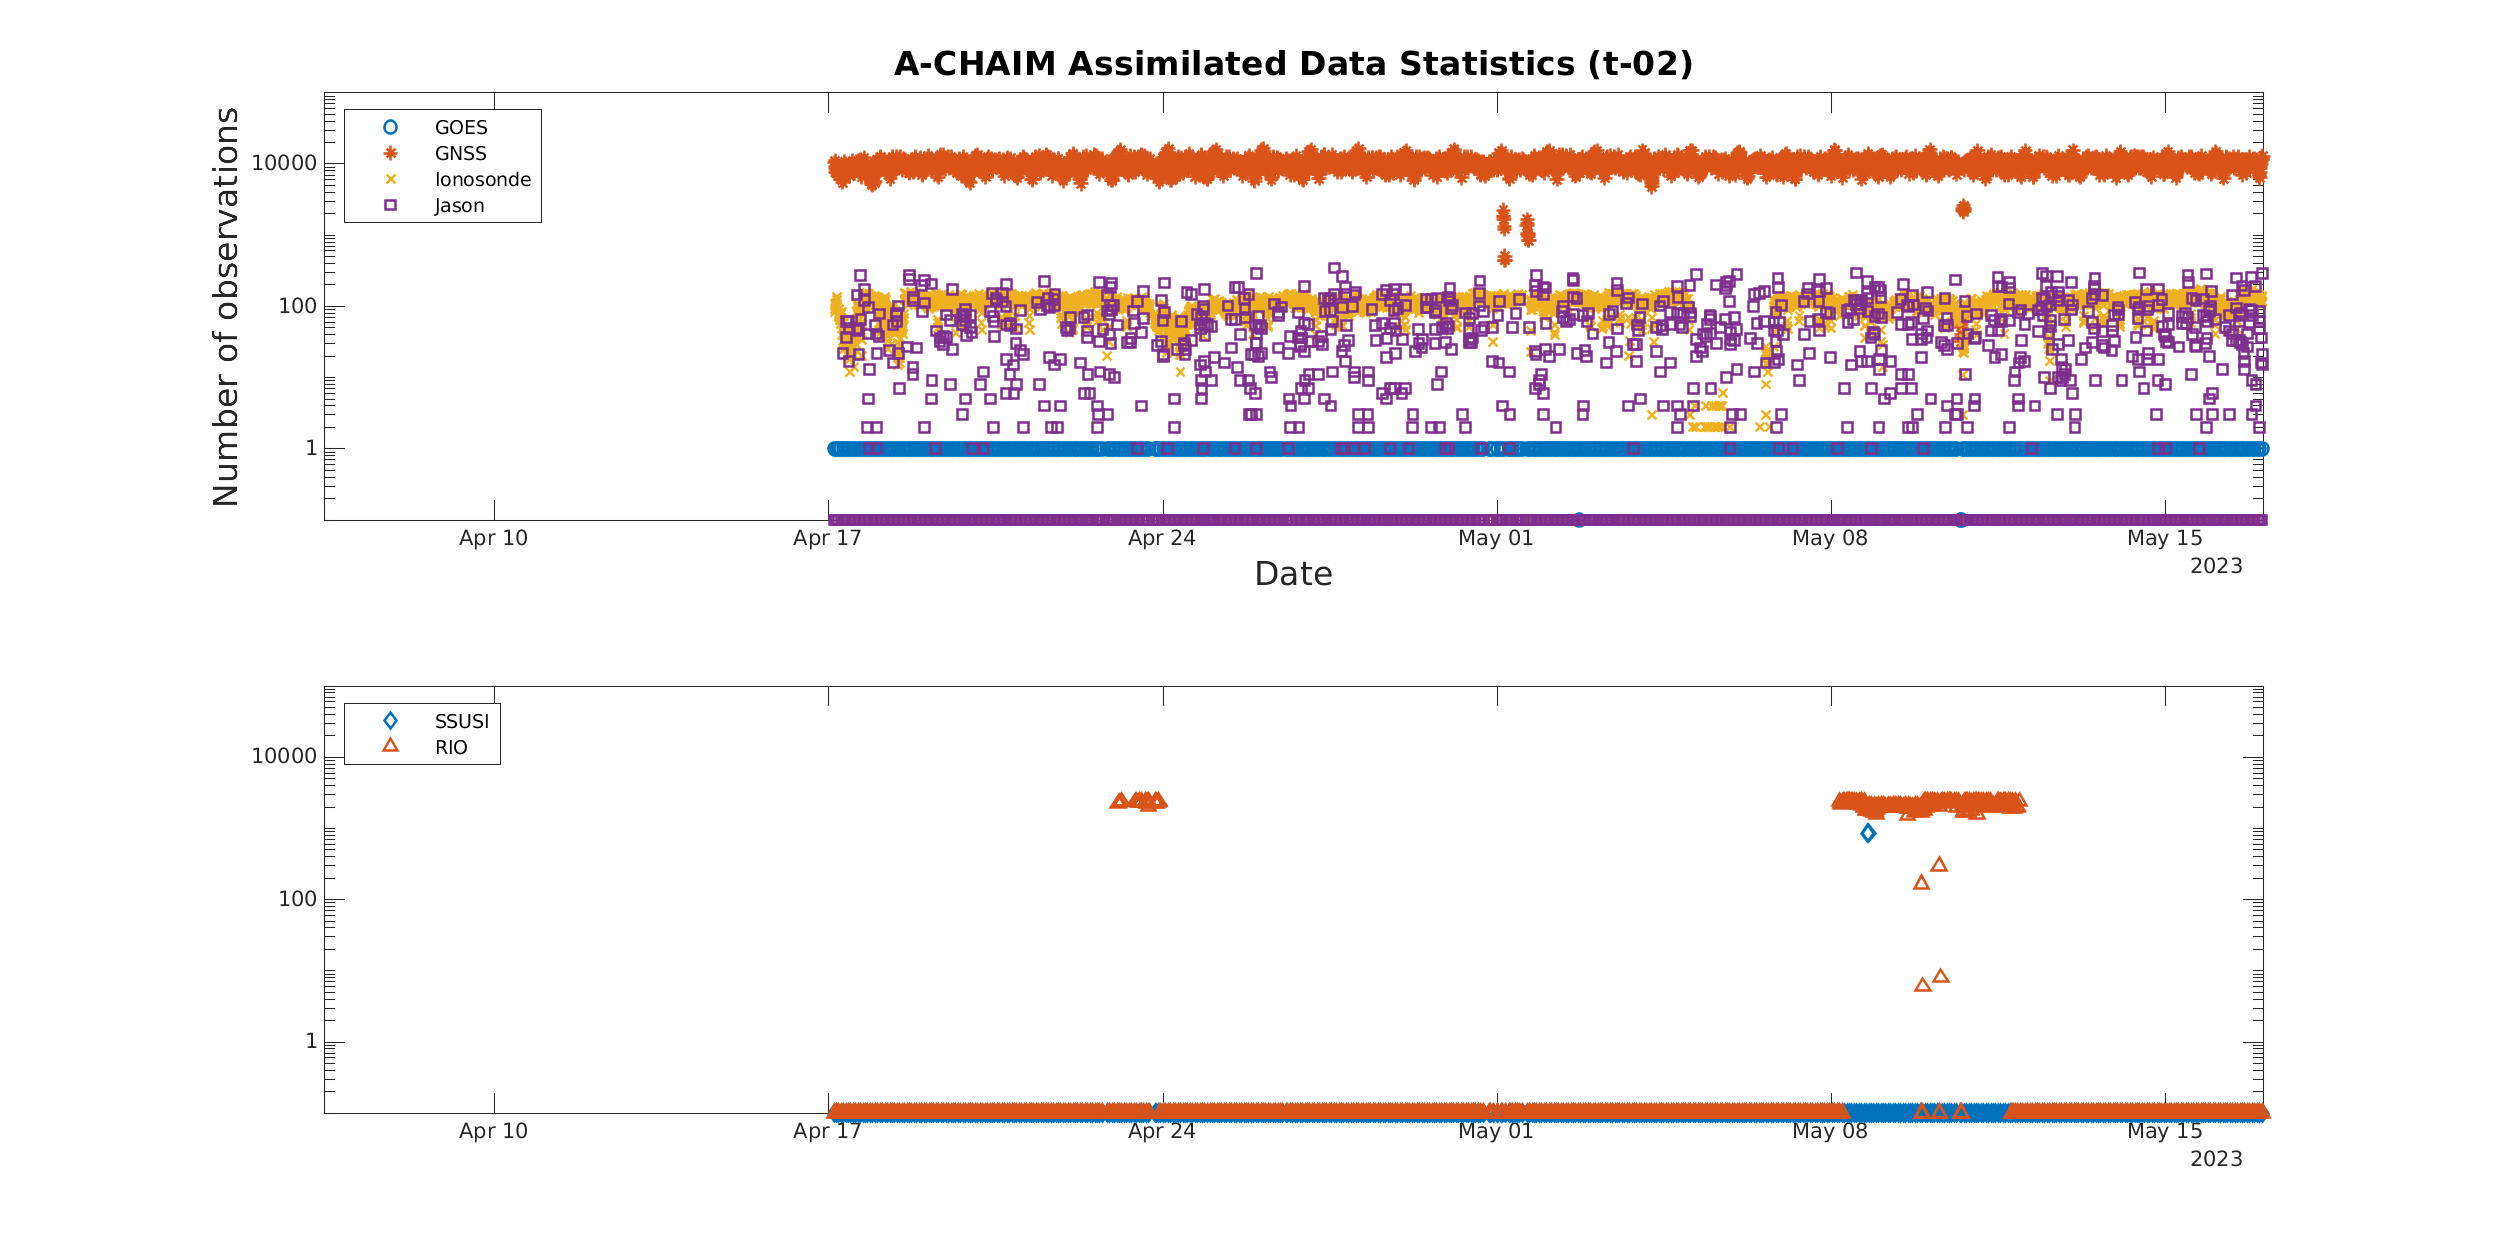 A-CHAIM Assimilated Data Statistics (t-02)
Number of observations
GOES
GNSS
Ionosonde
Jason
10000
100
1
Apr 10
Apr 17
Apr 24
May 01
May 08
May 15
2023
Date
SSUSI
RIO
10000
100
1
Apr 10
Apr 17
Apr 24
May 01
May 08
May 15
2023